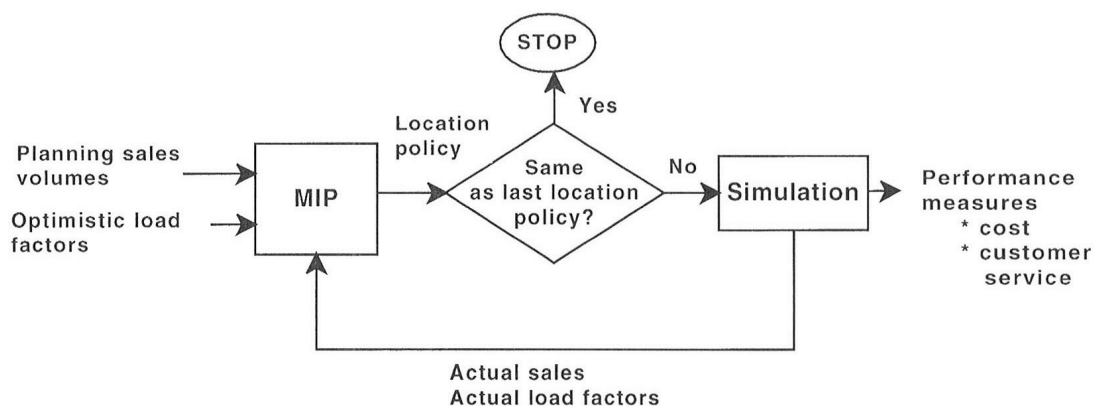 STOP
Yes
Location
policy
Planning sales
volumes
MIP
Same
as last location
policy?
No
Simulation
Performance
measures
* cost
* customer
service
Optimistic load
factors
Actual sales
Actual load factors